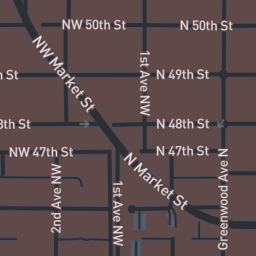 NW 50th St
N 50th St
NW Market St
1st Ave NW
N 49th St
h St
8th St
N 48th St
NW 47th St
N 47th St
N Market St
2nd Ave NW
1st Ave NW
Greenwood Ave N